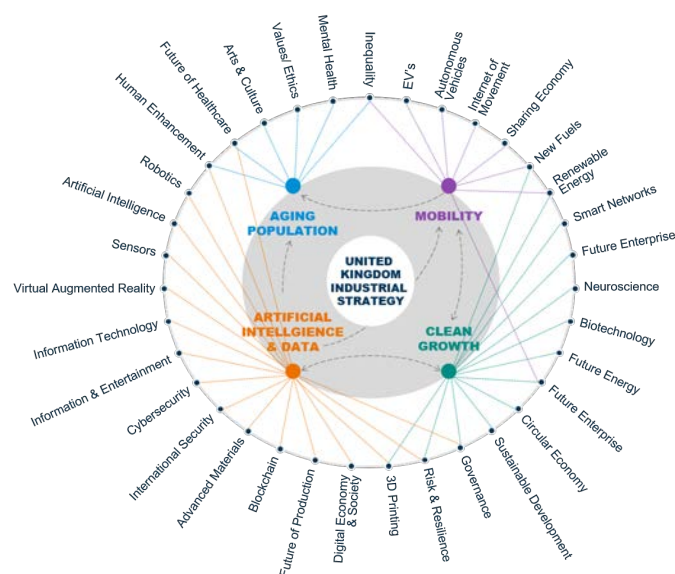 Inequality
EV's
Autonomous
Vehicles
Internet of
Movement
Sharing Economy
New Fuels
Renewable
Energy
Smart Networks
Future Enterprise
Neuroscience
Biotechnology
Future Energy
Future Enterprise
Circular Economy
Sustainable Development
Governance
Risk & Resilience
3D Printing
Digital Economy
& Society
Future of Production
Blockchain
Advanced Materials
International Security
Cybersecurity
Information & Entertainment
Information Technology
Virtual Augmented Reality
Sensors
Artificial Intelligence
Robotics
Human Enhancement
Future of Healthcare
Arts & Culture
Values/ Ethics
Mental Health
AGING
POPULATION
MOBILITY
UNITED
KINGDOM
INDUSTRIAL
STRATEGY
ARTIFICIAL
INTELLGIENCE
& DATA
CLEAN
GROWTH